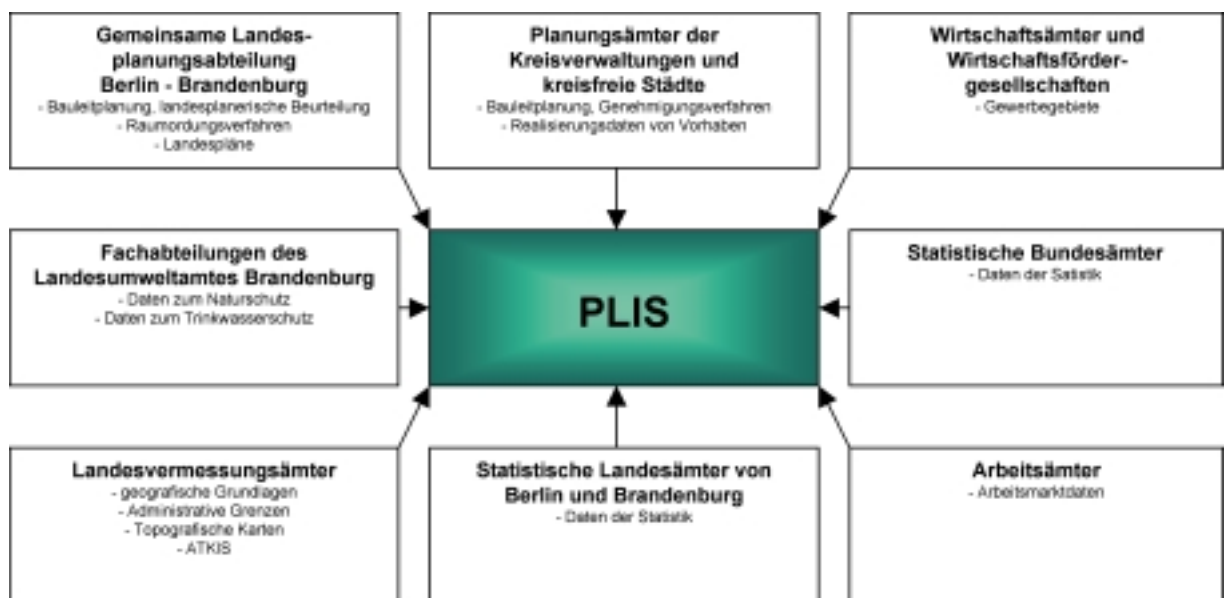 Gemeinsame Landes-
planungsabteilung
Berlin - Brandenburg
- Bauleitplanung, landesplanerische Beurteilung
- Raumordungsverfahren
- Landespläne
Planungsämter der
Kreisverwaltungen und
kreisfreie Städte
- Bauleitplanung, Genehmigungsverfahren
- Realisierungsdaten von Vorhaben
Wirtschaftsämter und
Wirtschaftsförder-
gesellschaften
- Gewerbegebiete
Fachabteilungen des
Landesumweltamtes Brandenburg
- Daten zum Naturschutz
- Daten zum Trinkwasserschutz
PLIS
Statistische Bundesämter
- Daten der Satistik
Landesvermessungsämter
- geografische Grundlagen
- Administrative Grenzen
- Topografische Karten
- ATKIS
Statistische Landesämter von
Berlin und Brandenburg
- Daten der Statistik
Arbeitsämter
- Arbeitsmarktdaten